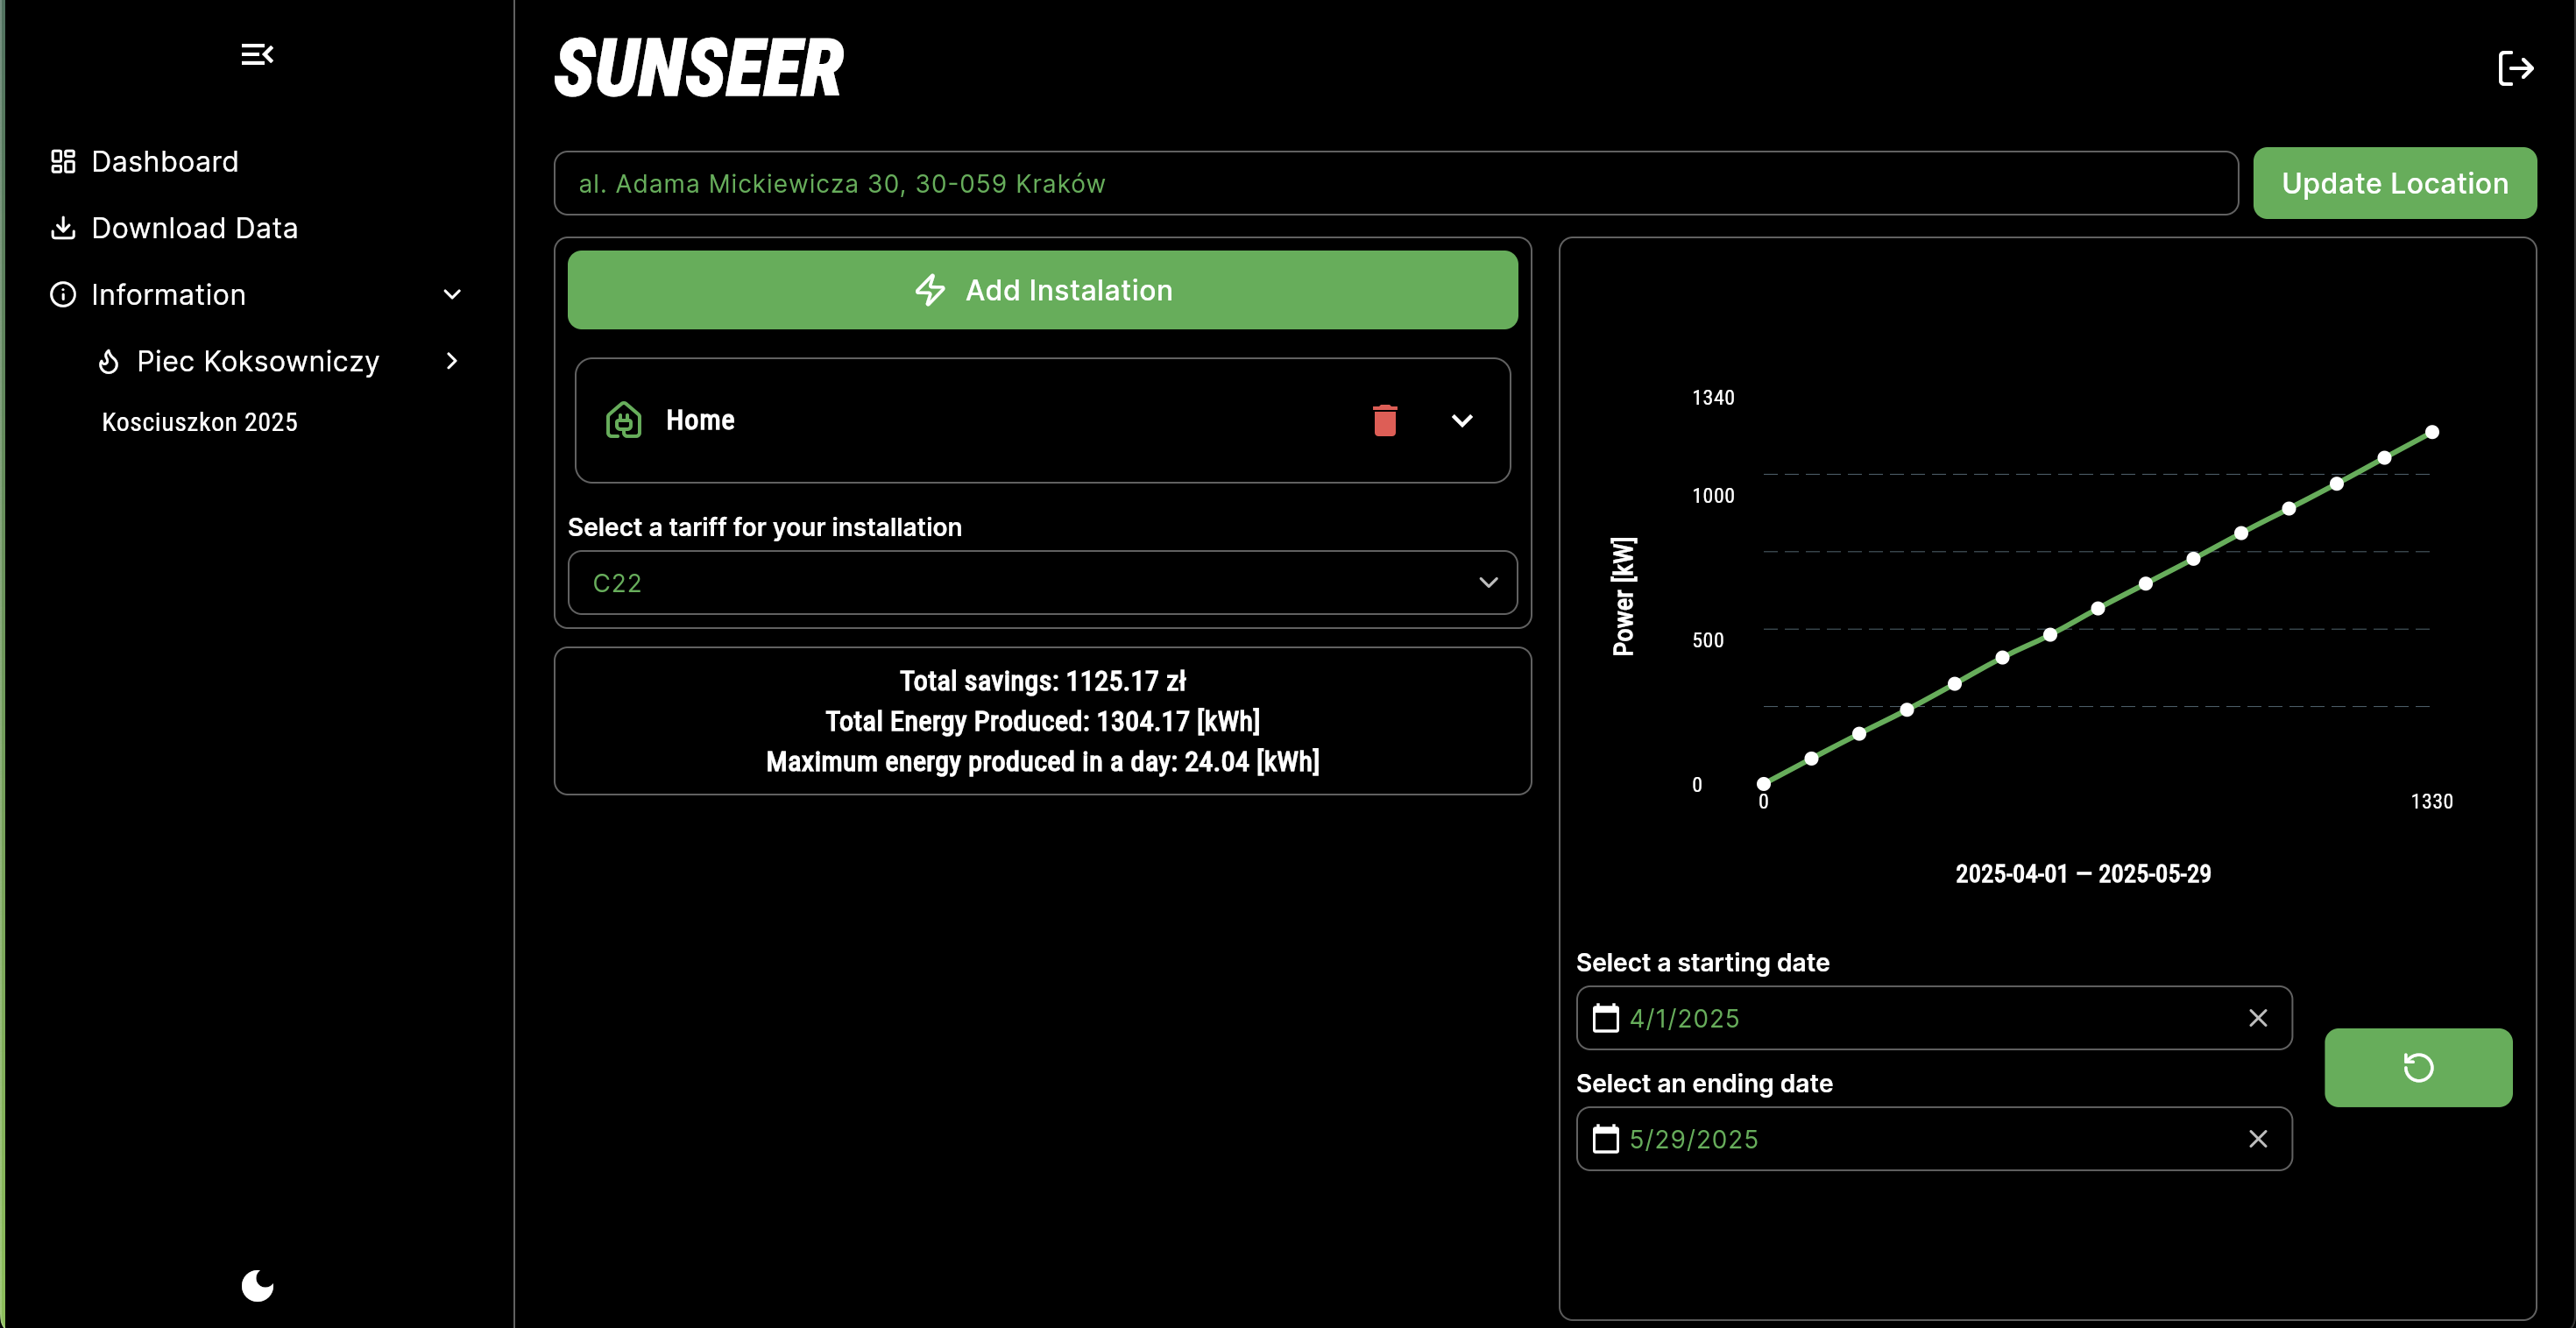 SUNSEER
Dashboard
Download Data
Information
Piec Koksowniczy
Kosciuszkon 2025
al. Adama Mickiewicza 30, 30-059 Kraków
Update Location
Add Instalation
Home
Select a tariff for your installation
C22
Total savings: 1125.17 zł
Total Energy Produced: 1304.17 [kWh]
Maximum energy produced in a day: 24.04 [kWh]
Power [kW]
1340
1000
500
0
0
1330
2025-04-01 — 2025-05-29
Select a starting date
4/1/2025
Select an ending date
5/29/2025